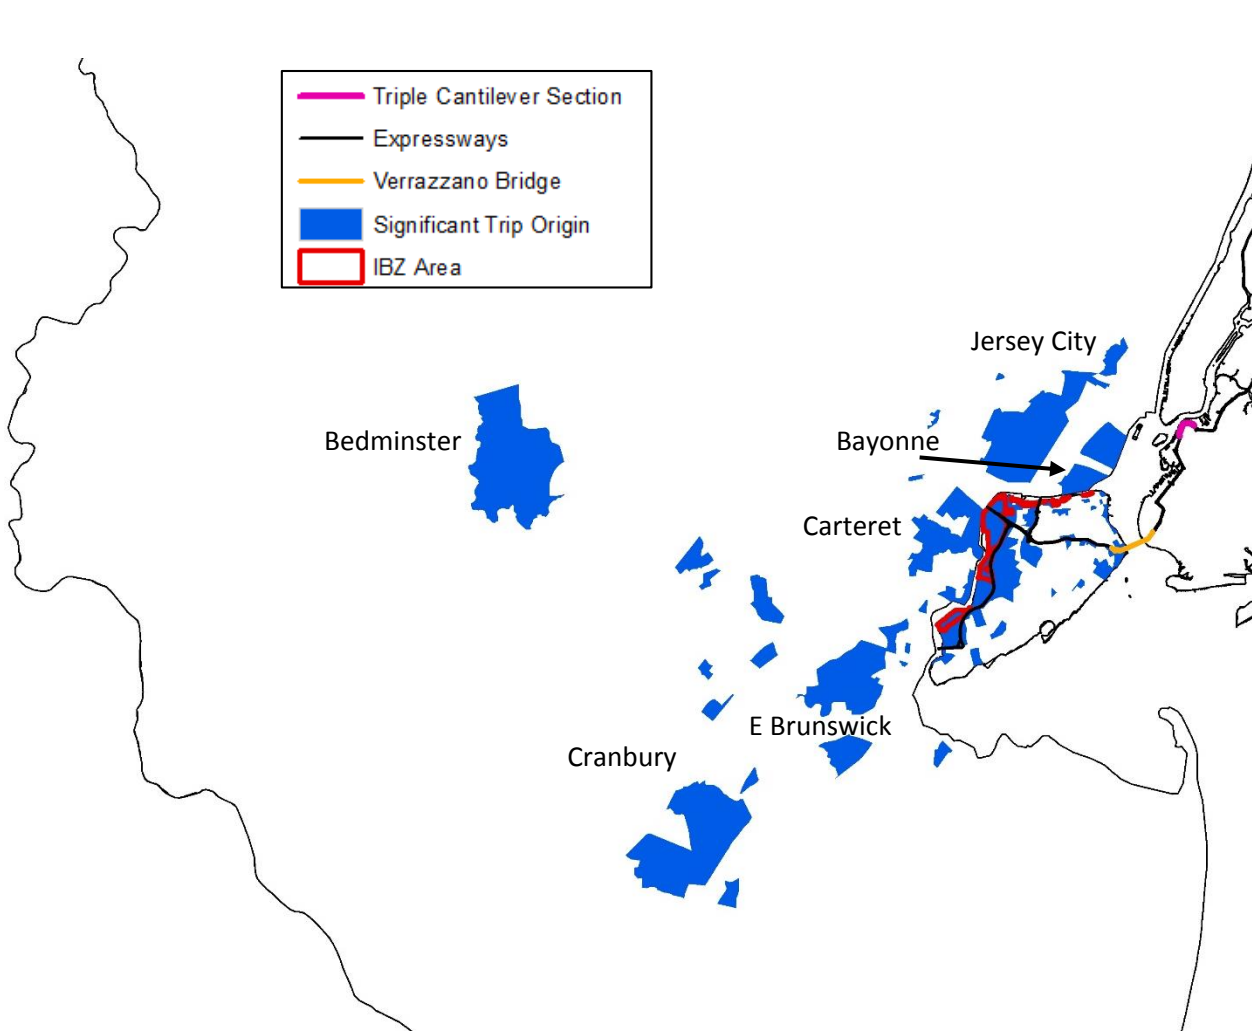 Triple Cantilever Section
Expressways
Verrazzano Bridge
Significant Trip Origin
IBZ Area
Jersey City
Bedminster
Bayonne
Carteret
E Brunswick
Cranbury